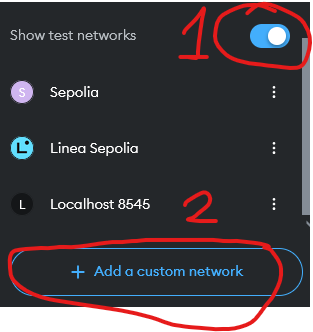 1
Show test networks
S Sepolia
L Linea Sepolia
L Localhost 8545
2
+ Add a custom network